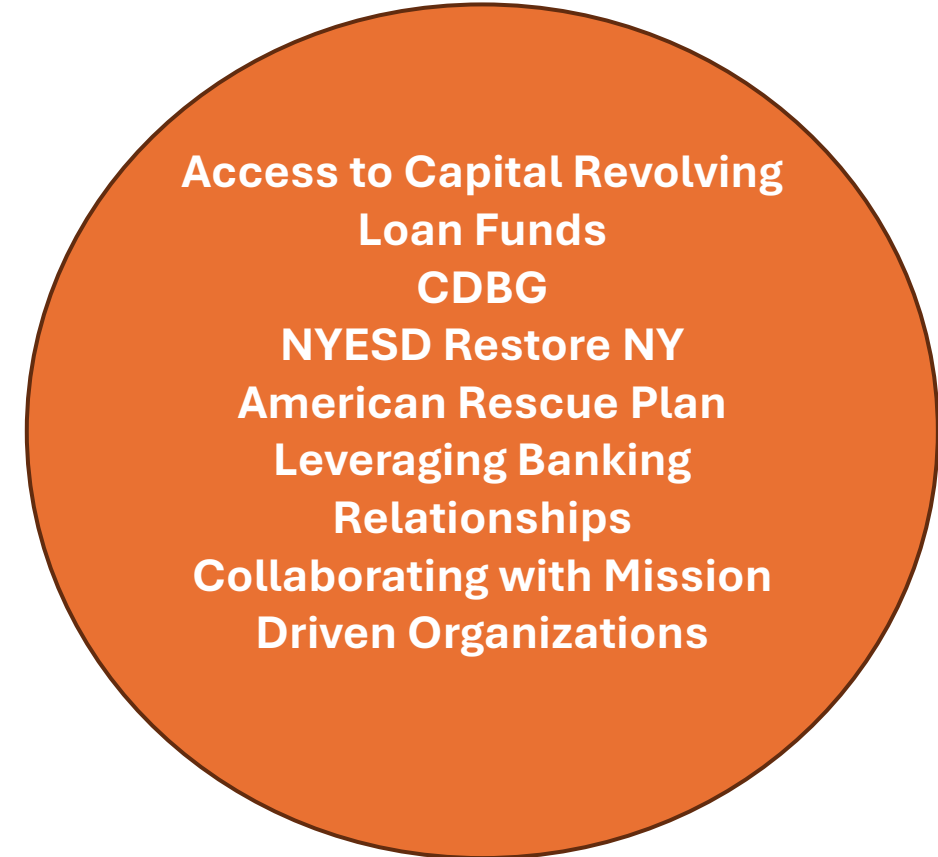 Access to Capital Revolving
Loan Funds
CDBG
NYESD Restore NY
American Rescue Plan
Leveraging Banking
Relationships
Collaborating with Mission
Driven Organizations